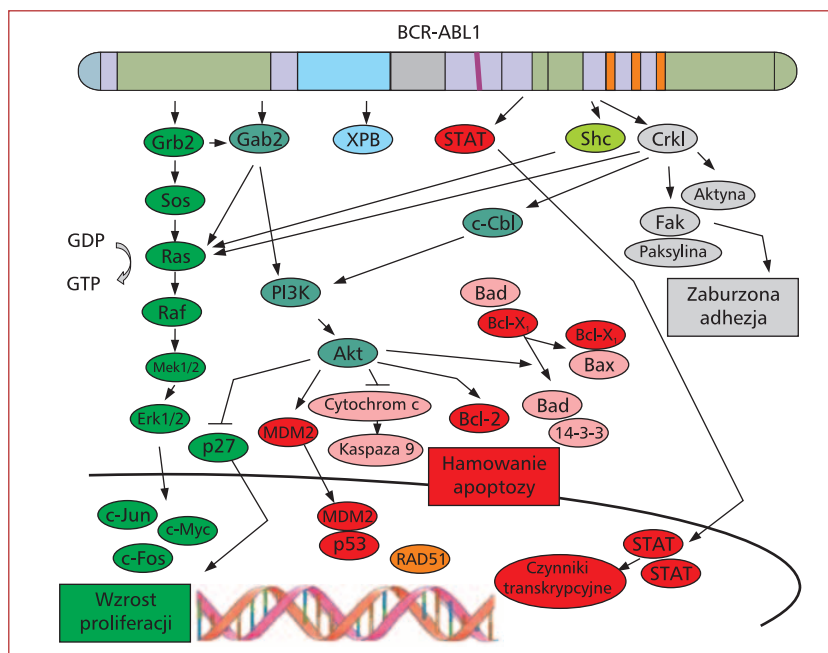 BCR-ABL1
Grb2
Gab2
XPB
STAT
Shc
Crkl
Sos
Aktyna
c-Cbl
Fak
GDP
Ras
Paksylina
GTP
PI3K
Bad
Zaburzona
adhezja
Raf
Bcl-X₁
Bcl-X₁
Akt
Bax
Mek1/2
Cytochrom c
Bad
Erk1/2
MDM2
Bcl-2
14-3-3
p27
Kaspaza 9
Hamowanie
apoptozy
c-Jun
MDM2
c-Myc
p53
STAT
c-Fos
RAD51
Czynniki
transkrypcyjne
STAT
Wzrost
proliferacji